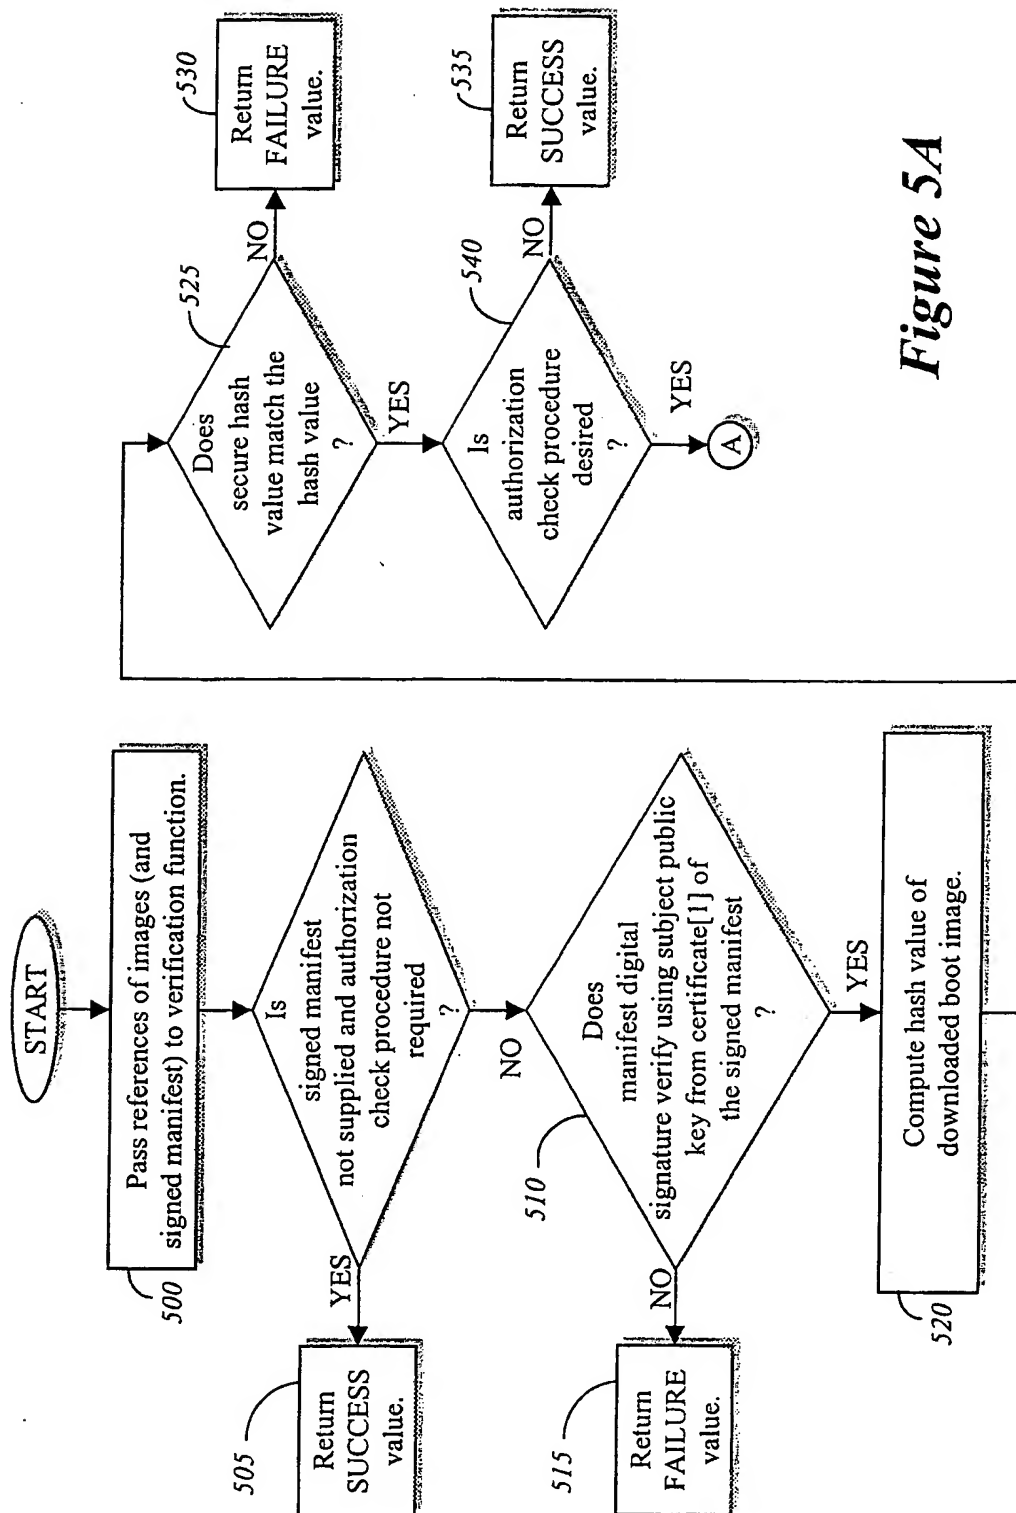 START
Pass references of images (and
signed manifest) to verification function.
500
Is
signed manifest
not supplied and authorization
check procedure not
required
?
YES
505
Return
SUCCESS
value.
NO
510
Does
manifest digital
signature verify using subject public
key from certificate[1] of
the signed manifest
?
NO
515
Return
FAILURE
value.
YES
Compute hash value of
downloaded boot image.
520
525
Does
secure hash
value match the
hash value
?
NO
530
Return
FAILURE
value.
YES
540
Is
authorization
check procedure
desired
?
NO
535
Return
SUCCESS
value.
YES
A
Figure 5A